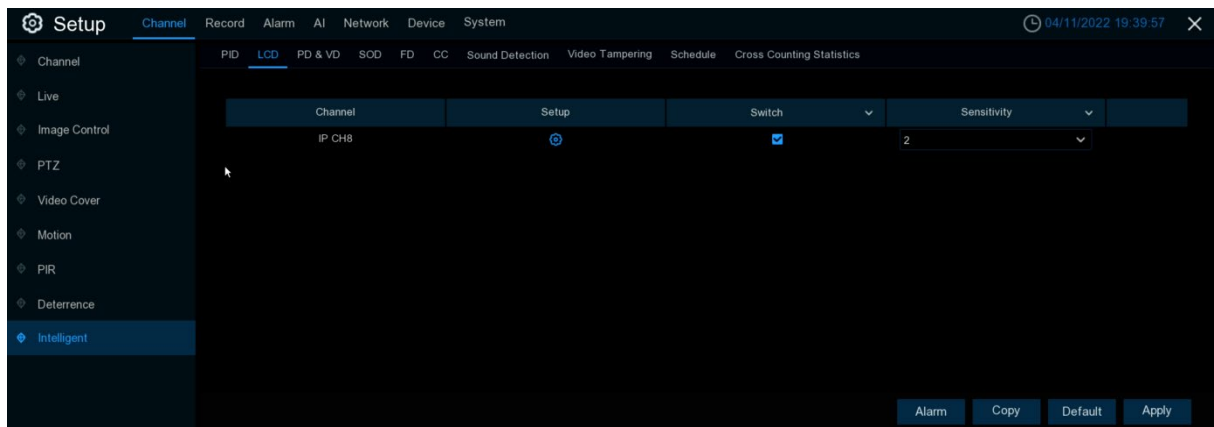 Setup Channel Record Alarm AI Network Device System 04/11/2022 19:39:57
PID LCD PD & VD SOD FD CC Sound Detection Video Tampering Schedule Cross Counting Statistics
Channel
Live
Image Control
PTZ
Video Cover
Motion
PIR
Deterrence
Intelligent
Channel Setup Switch Sensitivity
IP CH8 2
Alarm Copy Default Apply